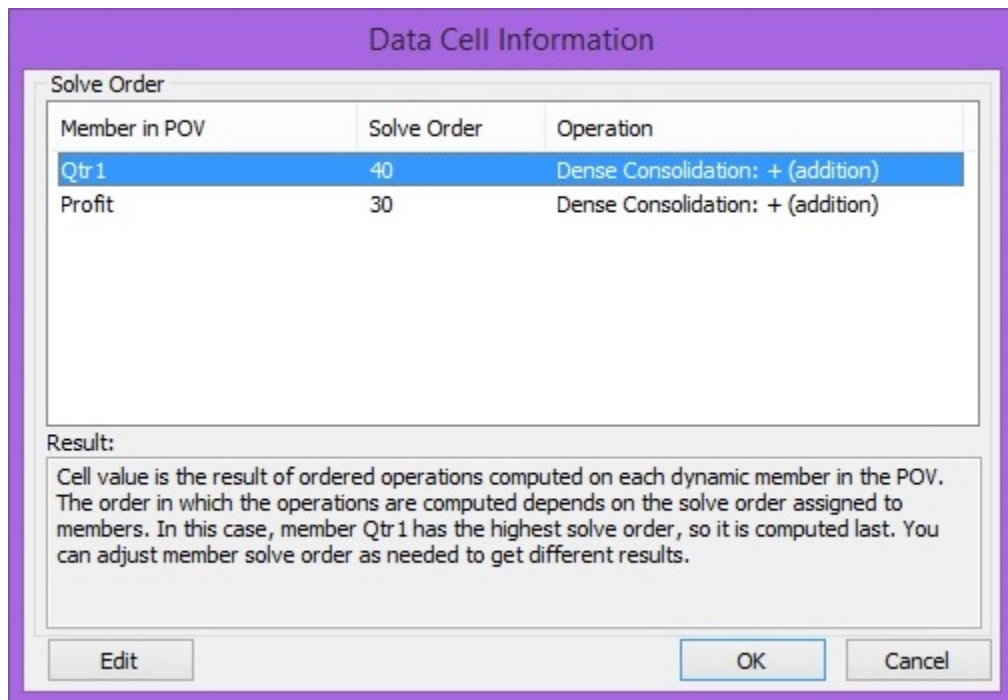 Data Cell Information
Solve Order
Member in POV Solve Order Operation
Qtr1 40 Dense Consolidation: + (addition)
Profit 30 Dense Consolidation: + (addition)
Result:
Cell value is the result of ordered operations computed on each dynamic member in the POV.
The order in which the operations are computed depends on the solve order assigned to
members. In this case, member Qtr1 has the highest solve order, so it is computed last. You
can adjust member solve order as needed to get different results.
Edit OK Cancel